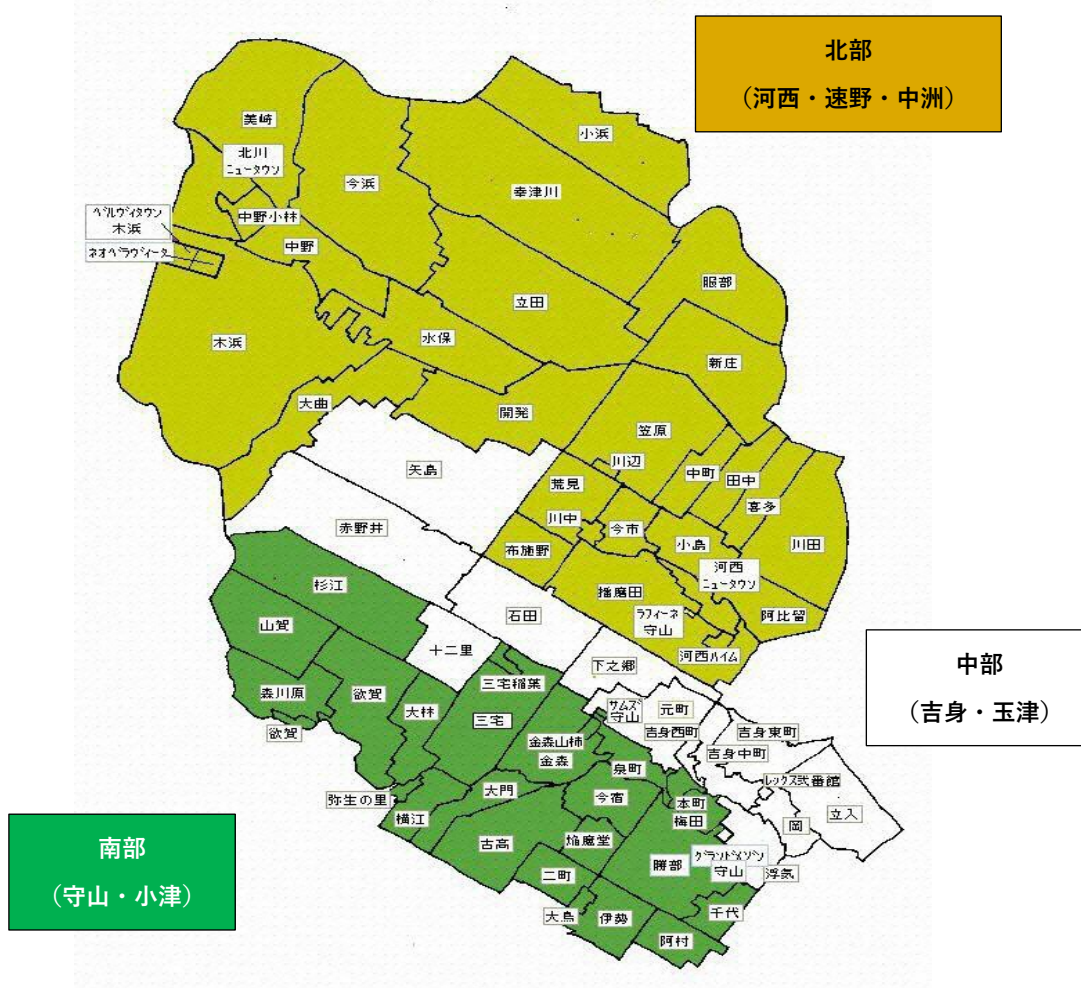 北部
（河西・速野・中洲）
小浜
美崎
北川
ニュータウン
今浜
幸津川
ベルヴィタウン
木浜
中野小林
ネオベラヴィータ
中野
服部
立田
水保
木浜
新庄
大曲
開発
笠原
川辺
矢島
中町
田中
荒見
喜多
川中
今市
赤野井
小島
川田
布施野
河西
ニュータウン
播磨田
杉江
ラフィーネ
守山
阿比留
石田
山賀
十二里
河西ハイム
下之郷
中部
（吉身・玉津）
三宅稲葉
森川原
欲賀
大林
三宅
サムズ
守山
元町
欲賀
吉身西町
吉身東町
金森山柿
吉身中町
金森
泉町
レックス弐番館
弥生の里
大門
今宿
本町
立入
横江
梅田
岡
南部
（守山・小津）
古高
焔魔堂
勝部
グランドメゾン
守山
浮気
二町
大鳥
伊勢
千代
阿村